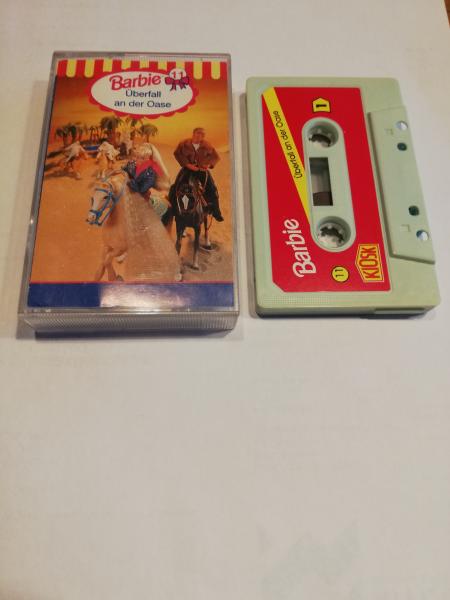 Barbie 11
Überfall
an der Oase
Barbie
Überfall an der Oase
1
11
KIOSK